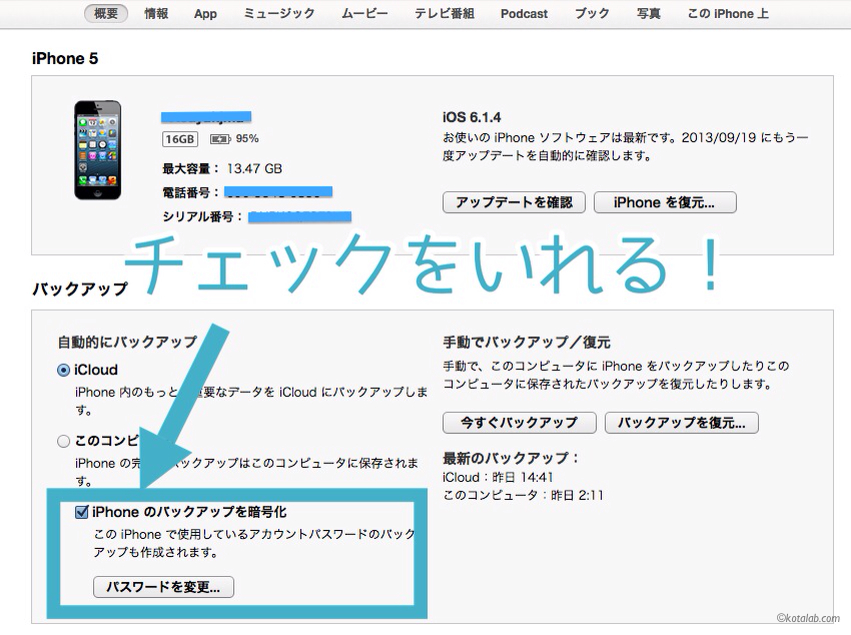 概要 情報 App ミュージック ムービー テレビ番組 Podcast ブック 写真 この iPhone 上
iPhone 5
16GB 95%
最大容量： 13.47 GB
電話番号：
シリアル番号：
iOS 6.1.4
お使いの iPhone ソフトウェアは最新です。2013/09/19 にもう一
度アップデートを自動的に確認します。
アップデートを確認 iPhone を復元...
チェックをいれる！
バックアップ
自動的にバックアップ
iCloud
iPhone 内のもっと 重要なデータを iCloud にバックアップしま
す。
このコンピ
iPhone の完 バックアップはこのコンピュータに保存されま
す。
iPhone のバックアップを暗号化
この iPhone で使用しているアカウントパスワードのバック
アップも作成されます。
パスワードを変更...
手動でバックアップ／復元
手動で、このコンピュータに iPhone をバックアップしたりこの
コンピュータに保存されたバックアップを復元したりします。
今すぐバックアップ バックアップを復元...
最新のバックアップ：
iCloud：昨日 14:41
このコンピュータ：昨日 2:11
©kotalab.com